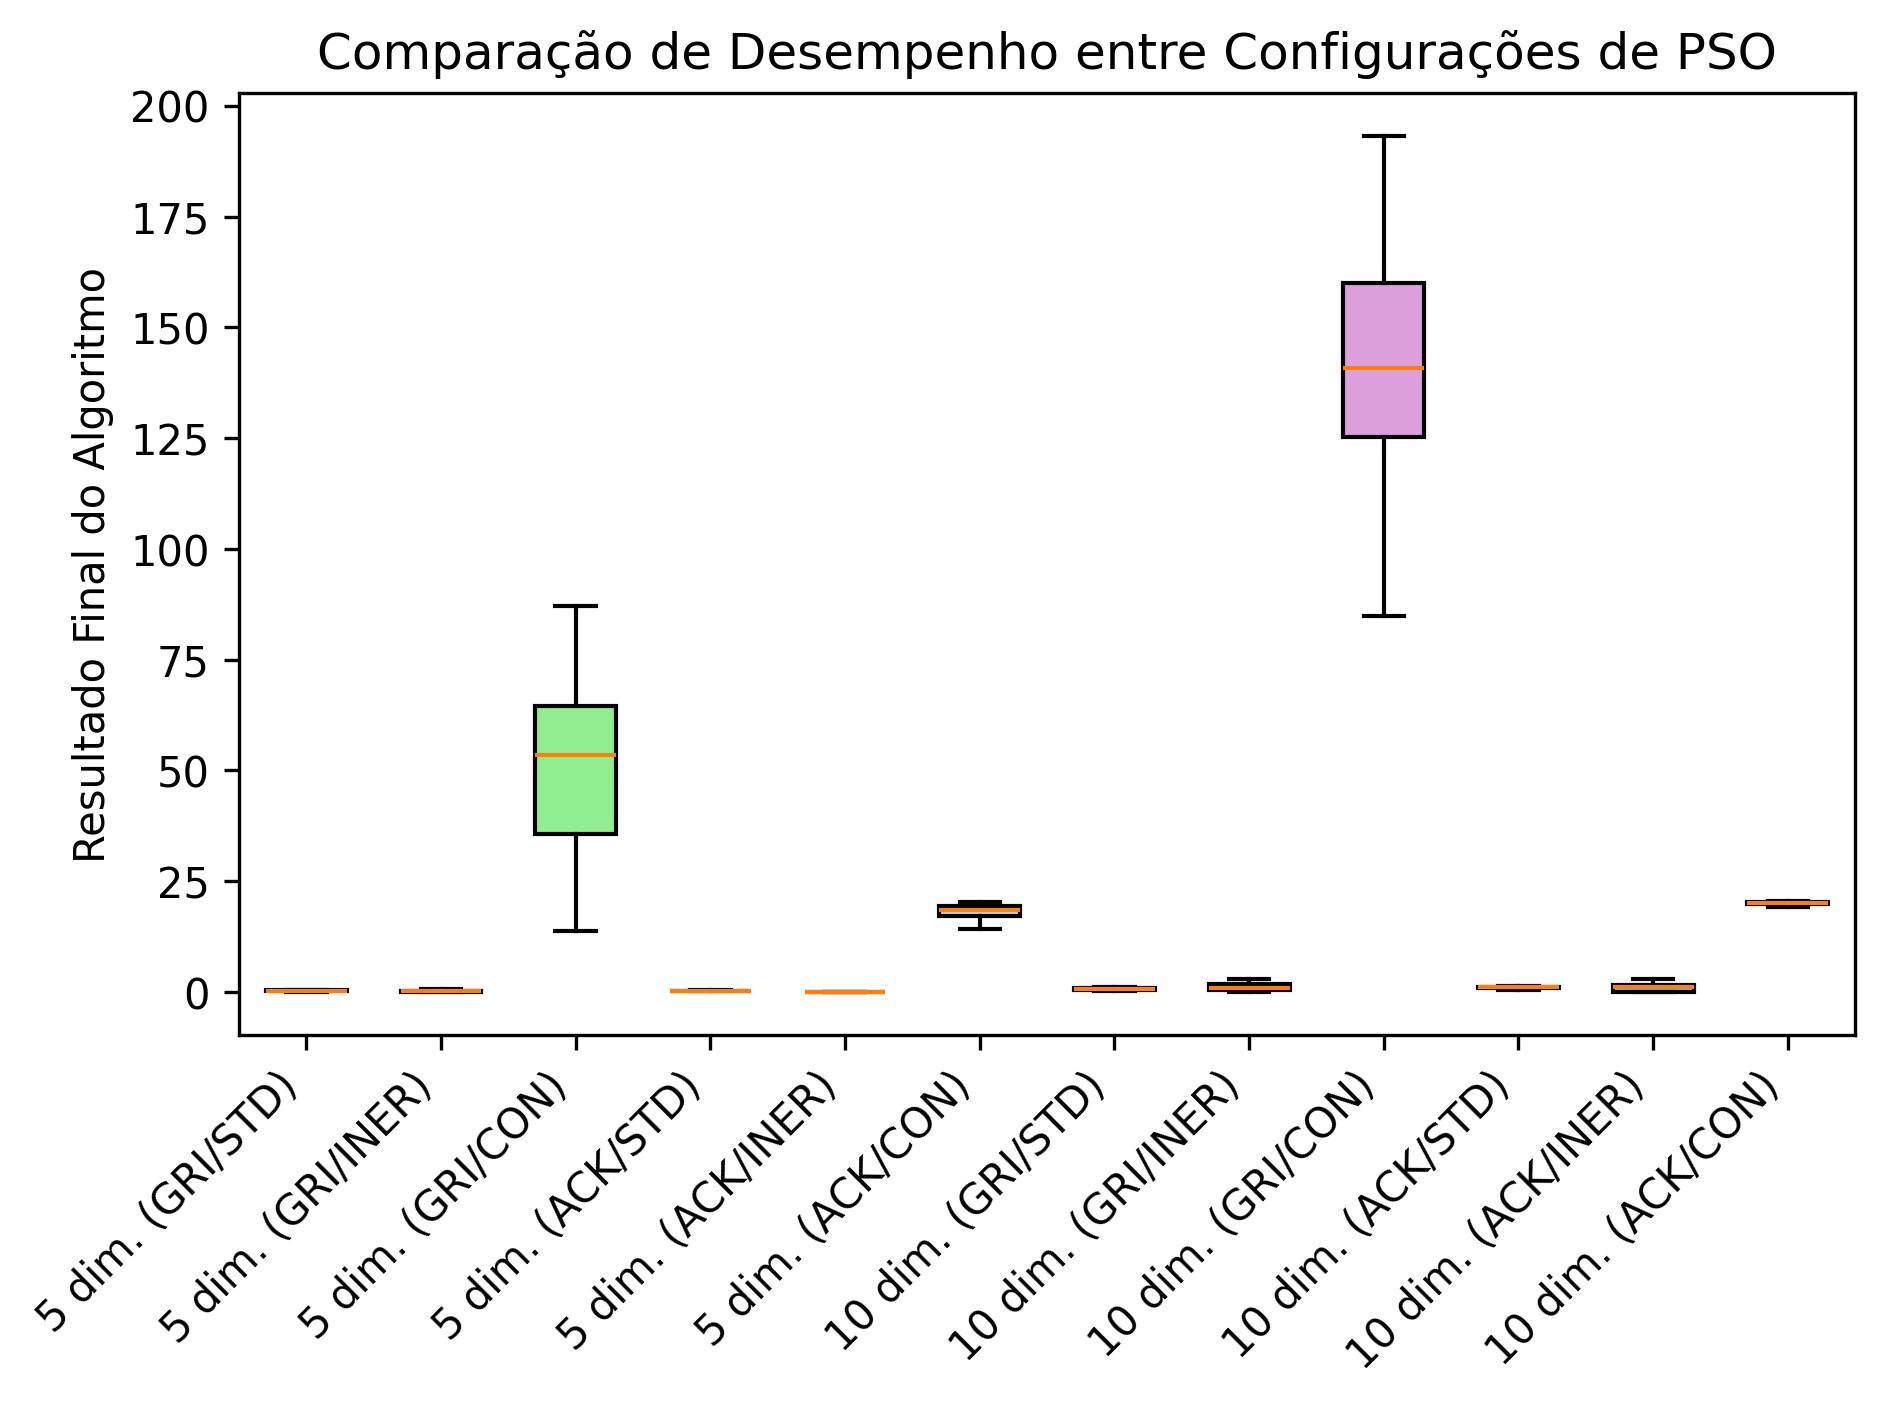 Comparação de Desempenho entre Configurações de PSO
Resultado Final do Algoritmo
200
175
150
125
100
75
50
25
0
5 dim. (GRI/STD)
5 dim. (GRI/INER)
5 dim. (GRI/CON)
5 dim. (ACK/STD)
5 dim. (ACK/INER)
5 dim. (ACK/CON)
10 dim. (GRI/STD)
10 dim. (GRI/INER)
10 dim. (GRI/CON)
10 dim. (ACK/STD)
10 dim. (ACK/INER)
10 dim. (ACK/CON)